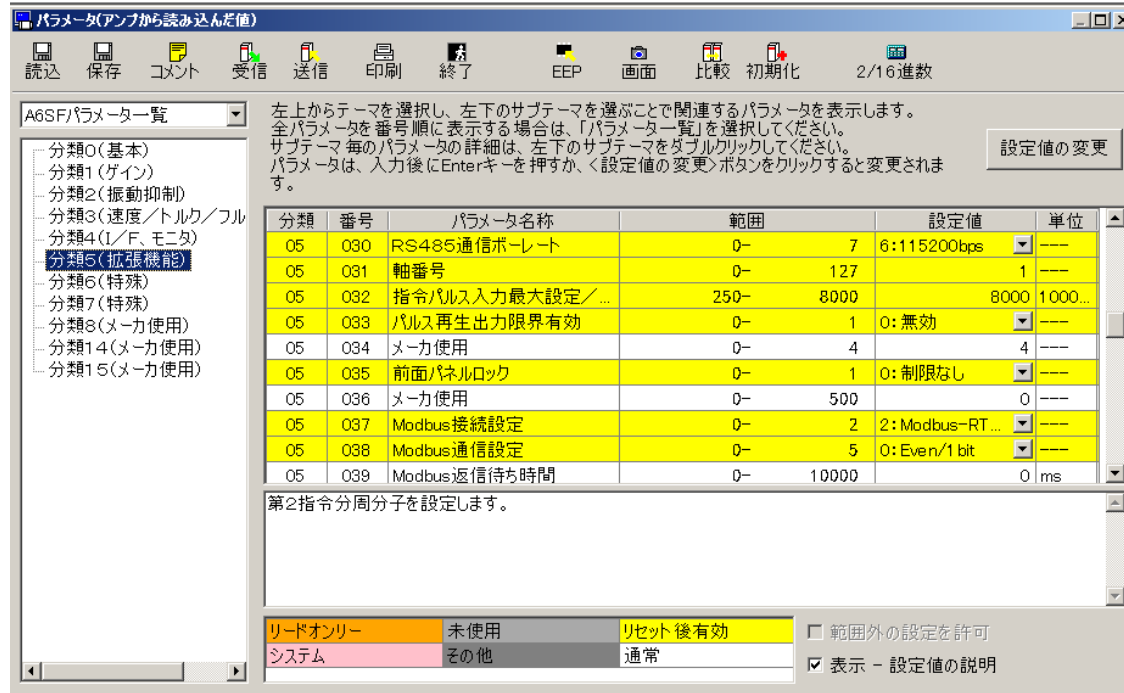 パラメータ(アンプから読み込んだ値)
読込 保存 コメント 受信 送信 印刷 終了 EEP 画面 比較 初期化 2/16進数
A6SFパラメータ一覧
分類0(基本)
分類1(ゲイン)
分類2(振動抑制)
分類3(速度/トルク/フル
分類4(I/F、モニタ)
分類5(拡張機能)
分類6(特殊)
分類7(特殊)
分類8(メーカ使用)
分類14(メーカ使用)
分類15(メーカ使用)
左上からテーマを選択し、左下のサブテーマを選ぶことで関連するパラメータを表示します。
全パラメータを番号順に表示する場合は、「パラメータ一覧」を選択してください。
サブテーマ毎のパラメータの詳細は、左下のサブテーマをダブルクリックしてください。
パラメータは、入力後にEnterキーを押すか、<設定値の変更>ボタンをクリックすると変更されま
す。
設定値の変更
分類 番号 パラメータ名称 範囲 設定値 単位
05 030 RS485通信ボーレート 0- 7 6:115200bps ---
05 031 軸番号 0- 127 1 ---
05 032 指令パルス入力最大設定/... 250- 8000 8000 1000...
05 033 パルス再生出力限界有効 0- 1 0:無効 ---
05 034 メーカ使用 0- 4 4 ---
05 035 前面パネルロック 0- 1 0:制限なし ---
05 036 メーカ使用 0- 500 0 ---
05 037 Modbus接続設定 0- 2 2:Modbus-RT... ---
05 038 Modbus通信設定 0- 5 0:Even/1bit ---
05 039 Modbus返信待ち時間 0- 10000 0 ms
第2指令分周分子を設定します。
リードオンリー 未使用 リセット後有効
システム その他 通常
範囲外の設定を許可
表示 - 設定値の説明